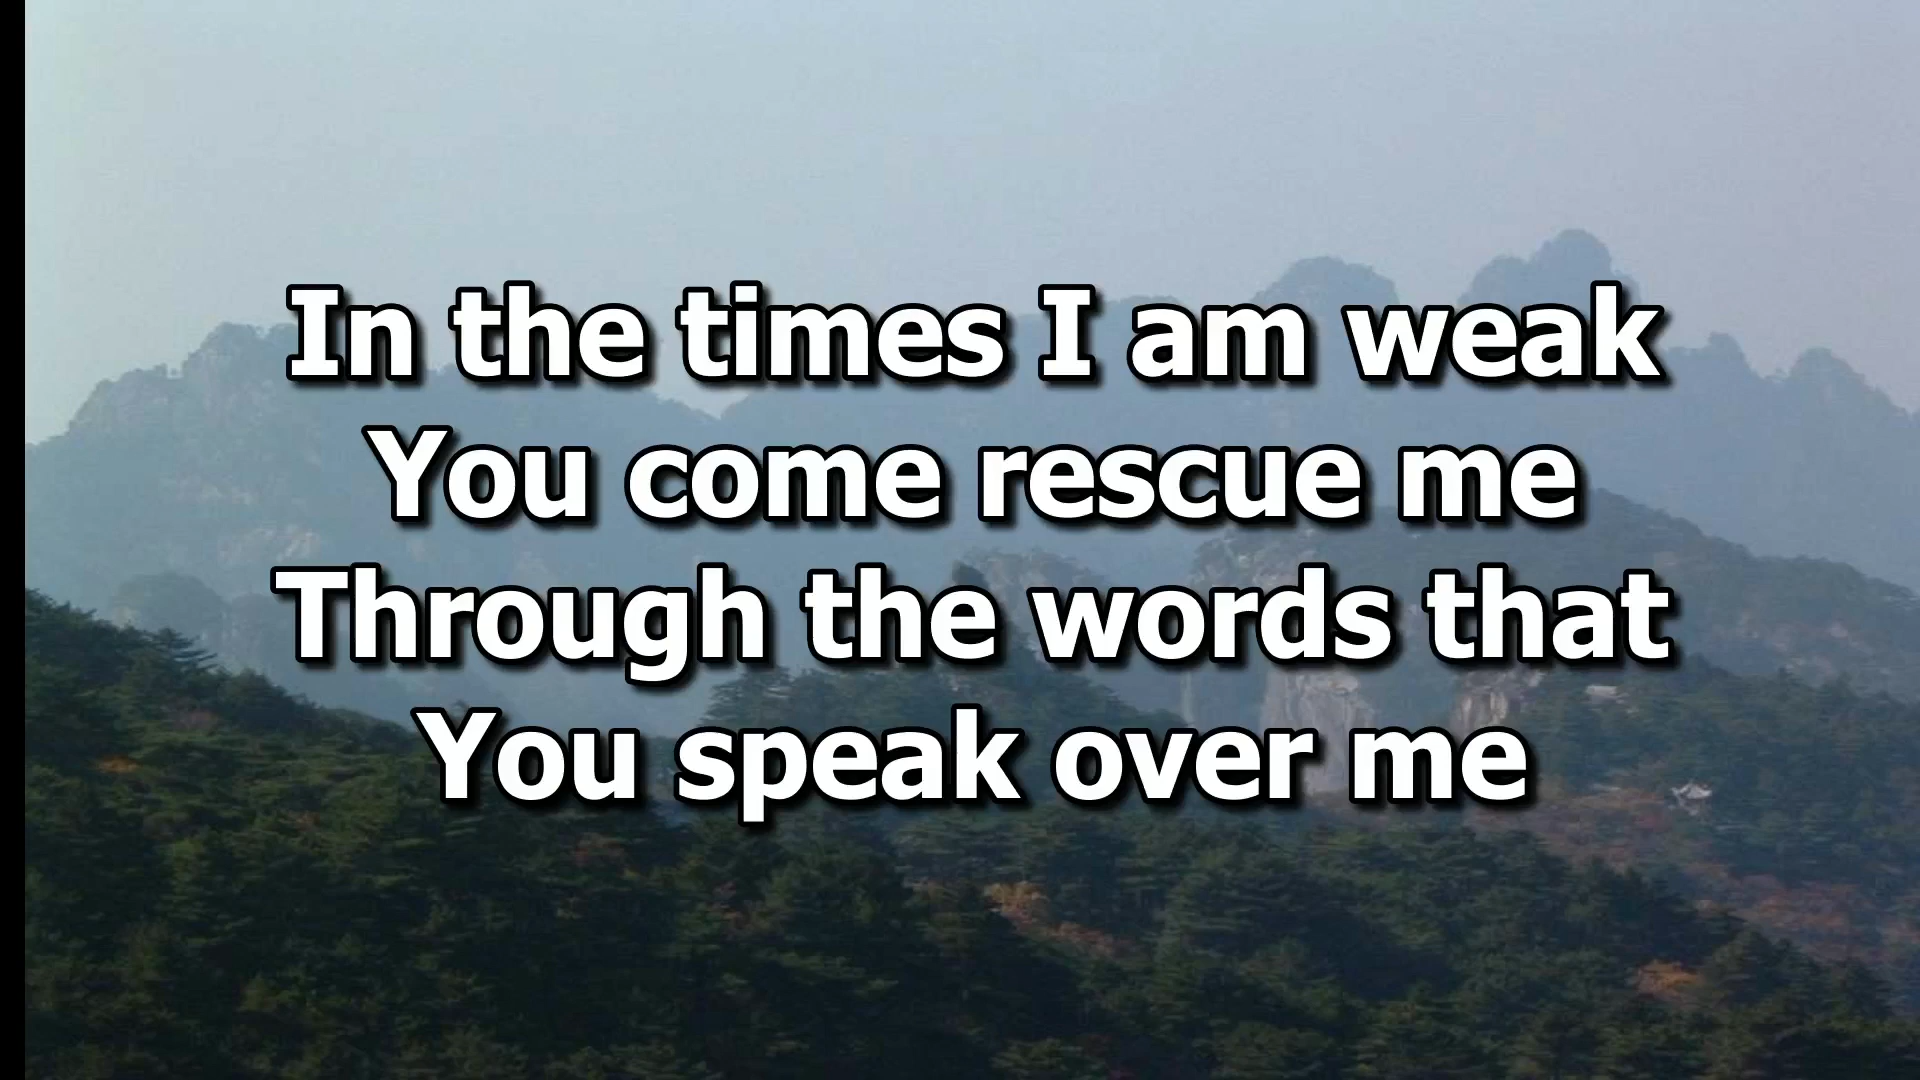 In the times I am weak
You come rescue me
Through the words that
You speak over me